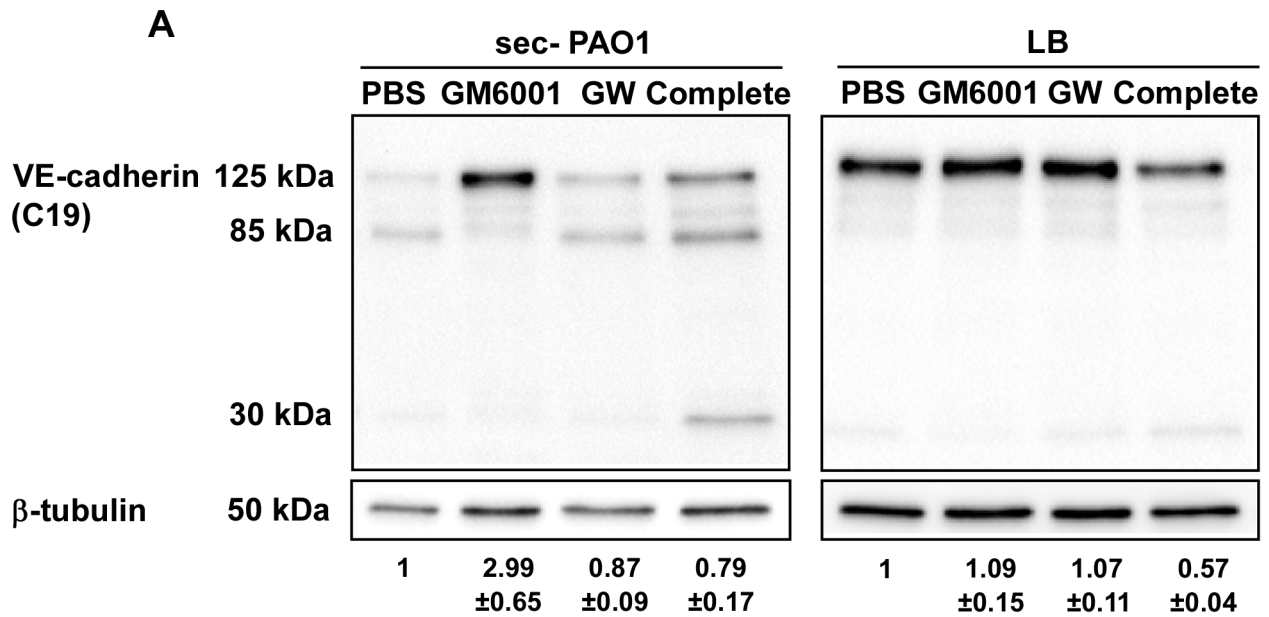 A
sec- PAO1
LB
PBS GM6001 GW Complete
PBS GM6001 GW Complete
VE-cadherin 125 kDa
(C19)
85 kDa
30 kDa
β-tubulin 50 kDa
1 2.99 0.87 0.79
±0.65 ±0.09 ±0.17
1 1.09 1.07 0.57
±0.15 ±0.11 ±0.04